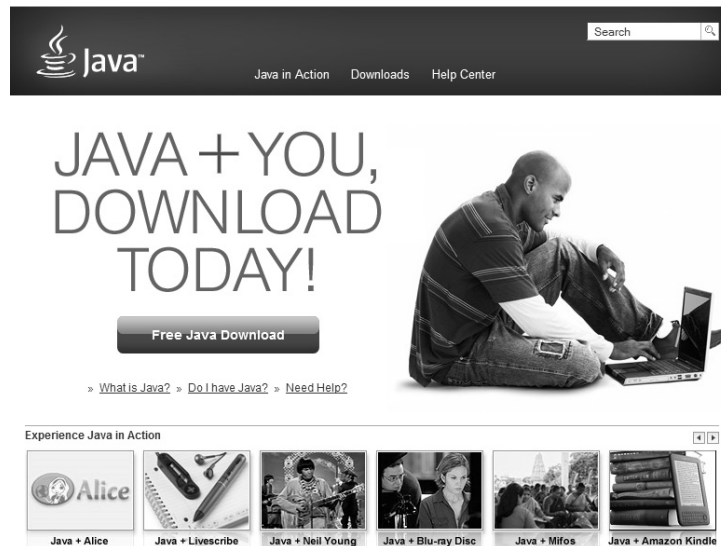 Java™
Search
Java in Action Downloads Help Center
JAVA + YOU,
DOWNLOAD
TODAY!
Free Java Download
» What is Java? » Do I have Java? » Need Help?
Experience Java in Action
Alice
Java + Alice Java + Livescribe Java + Neil Young Java + Blu-ray Disc Java + Mifos Java + Amazon Kindle